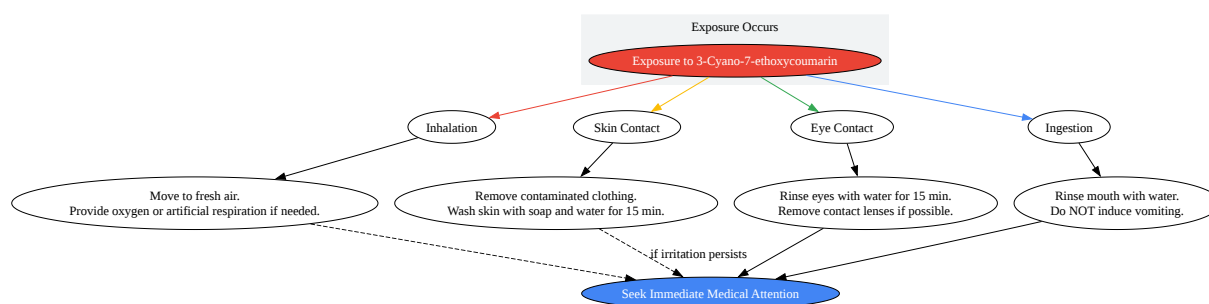 Exposure Occurs
Exposure to 3-Cyano-7-ethoxycoumarin
Inhalation
Skin Contact
Eye Contact
Ingestion
Move to fresh air.
Provide oxygen or artificial respiration if needed.
Remove contaminated clothing.
Wash skin with soap and water for 15 min.
Rinse eyes with water for 15 min.
Remove contact lenses if possible.
Rinse mouth with water.
Do NOT induce vomiting.
if irritation persists
Seek Immediate Medical Attention